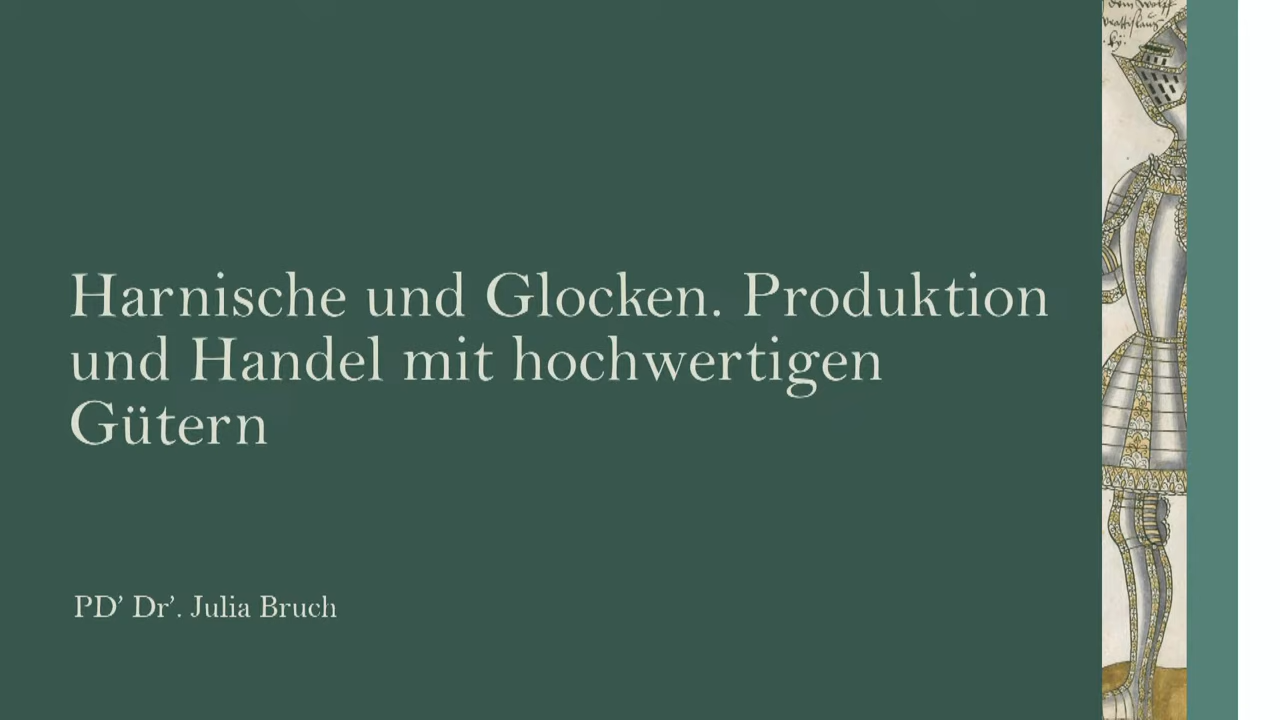 Harnische und Glocken. Produktion
und Handel mit hochwertigen
Gütern
PD’ Dr’. Julia Bruch